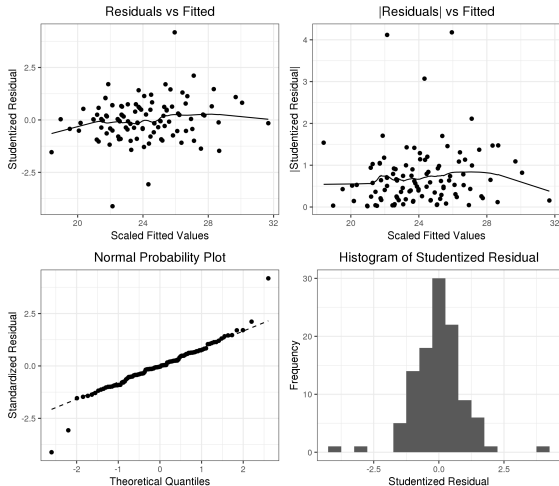 Residuals vs Fitted
Studentized Residual
2.5
0.0
-2.5
20
24
28
32
Scaled Fitted Values
|Residuals| vs Fitted
|Studentized Residual|
4
3
2
1
0
20
24
28
32
Scaled Fitted Values
Normal Probability Plot
Standardized Residual
2.5
0.0
-2.5
-2
-1
0
1
2
Theoretical Quantiles
Histogram of Studentized Residual
Frequency
30
20
10
0
-2.5
0.0
2.5
Studentized Residual